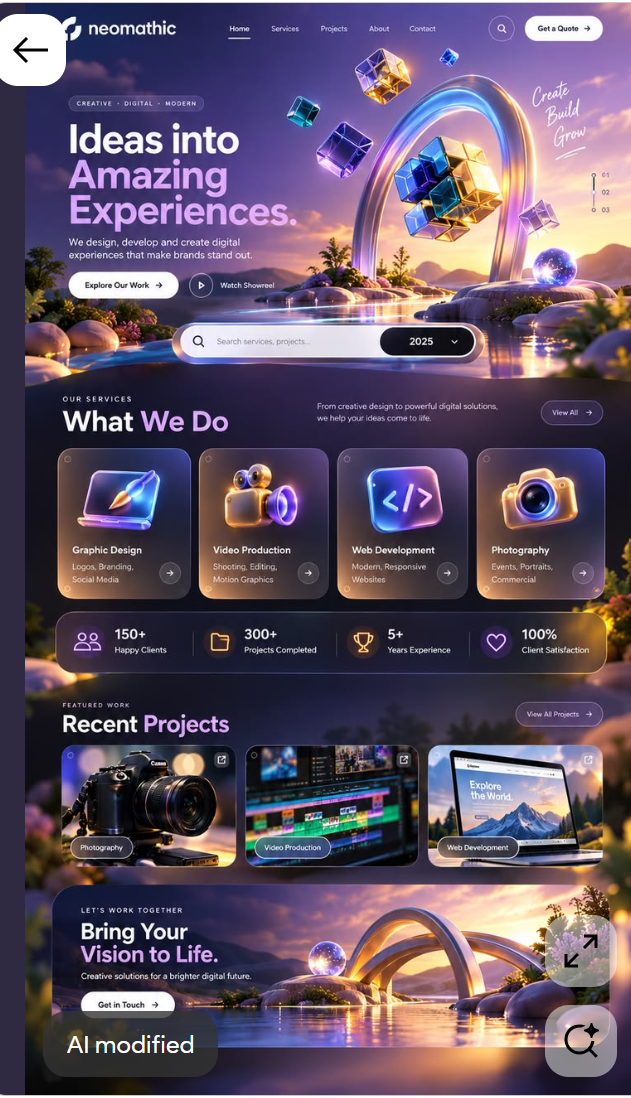 neomathic
Home Services Projects About Contact
Get a Quote →
CREATIVE • DIGITAL • MODERN
Ideas into
Amazing
Experiences.
We design, develop and create digital
experiences that make brands stand out.
Explore Our Work →
Watch Showreel
Create
Build
Grow
01
02
03
Search services, projects...
2025
OUR SERVICES
What We Do
From creative design to powerful digital solutions,
we help your ideas come to life.
View All →
Graphic Design
Logos, Branding,
Social Media
Video Production
Shooting, Editing,
Motion Graphics
Web Development
Modern, Responsive
Websites
Photography
Events, Portraits,
Commercial
150+
Happy Clients
300+
Projects Completed
5+
Years Experience
100%
Client Satisfaction
FEATURED WORK
Recent Projects
View All Projects →
Canon
Photography
Video Production
Explore
the World.
Web Development
LET'S WORK TOGETHER
Bring Your
Vision to Life.
Creative solutions for a brighter digital future.
Get in Touch →
AI modified